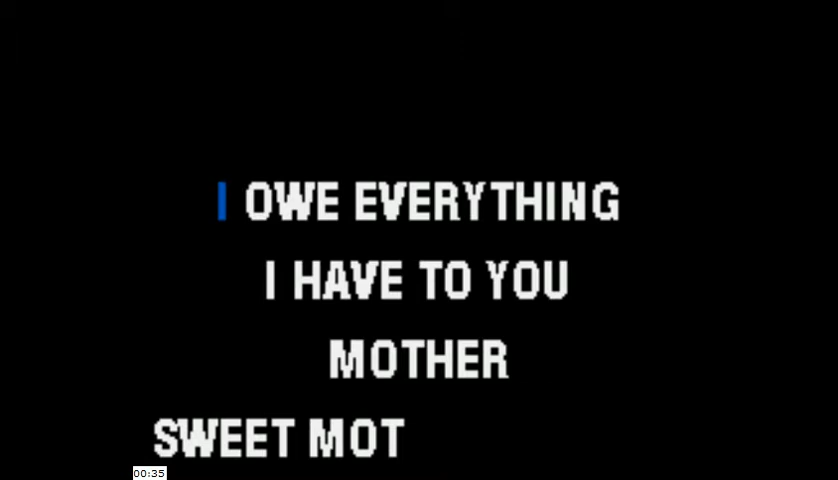 I OWE EVERYTHING
I HAVE TO YOU
MOTHER
SWEET MOT
00:35